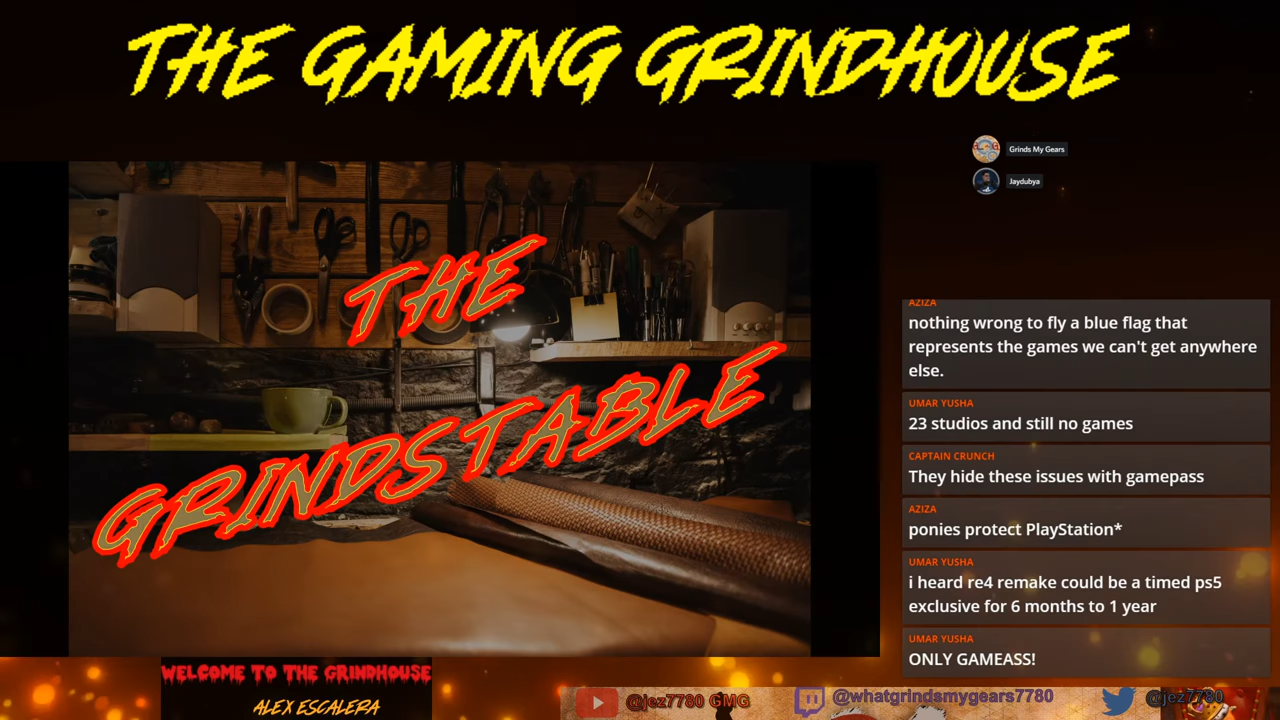 THE GAMING GRINDHOUSE
Grinds My Gears
Jaydubya
THE
GRINDSTABLE
AZIZA
nothing wrong to fly a blue flag that
represents the games we can't get anywhere
else.
UMAR YUSHA
23 studios and still no games
CAPTAIN CRUNCH
They hide these issues with gamepass
AZIZA
ponies protect PlayStation*
UMAR YUSHA
i heard re4 remake could be a timed ps5
exclusive for 6 months to 1 year
UMAR YUSHA
ONLY GAMEASS!
WELCOME TO THE GRINDHOUSE
ALEX ESCALERA
@jez7780 GMG
@whatgrindsmygears7780
@jez7780